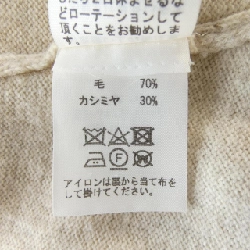 どローテーションして
頂くことをお勧めしま
す。
毛 70%
カシミヤ 30%
アイロンは裏から当て布を
して掛けてください。